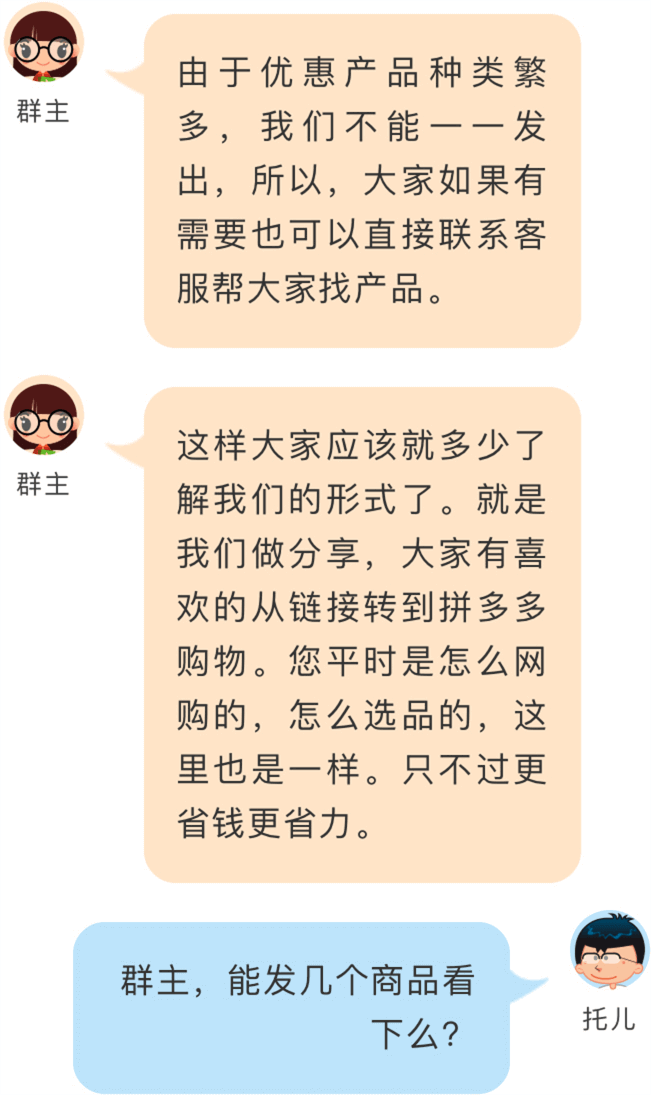 群主
由于优惠产品种类繁
多，我们不能一一发
出，所以，大家如果有
需要也可以直接联系客
服帮大家找产品。
群主
这样大家应该就多少了
解我们的形式了。就是
我们做分享，大家有喜
欢的从链接转到拼多多
购物。您平时是怎么网
购的，怎么选品的，这
里也是一样。只不过更
省钱更省力。
群主，能发几个商品看
下么？
托儿